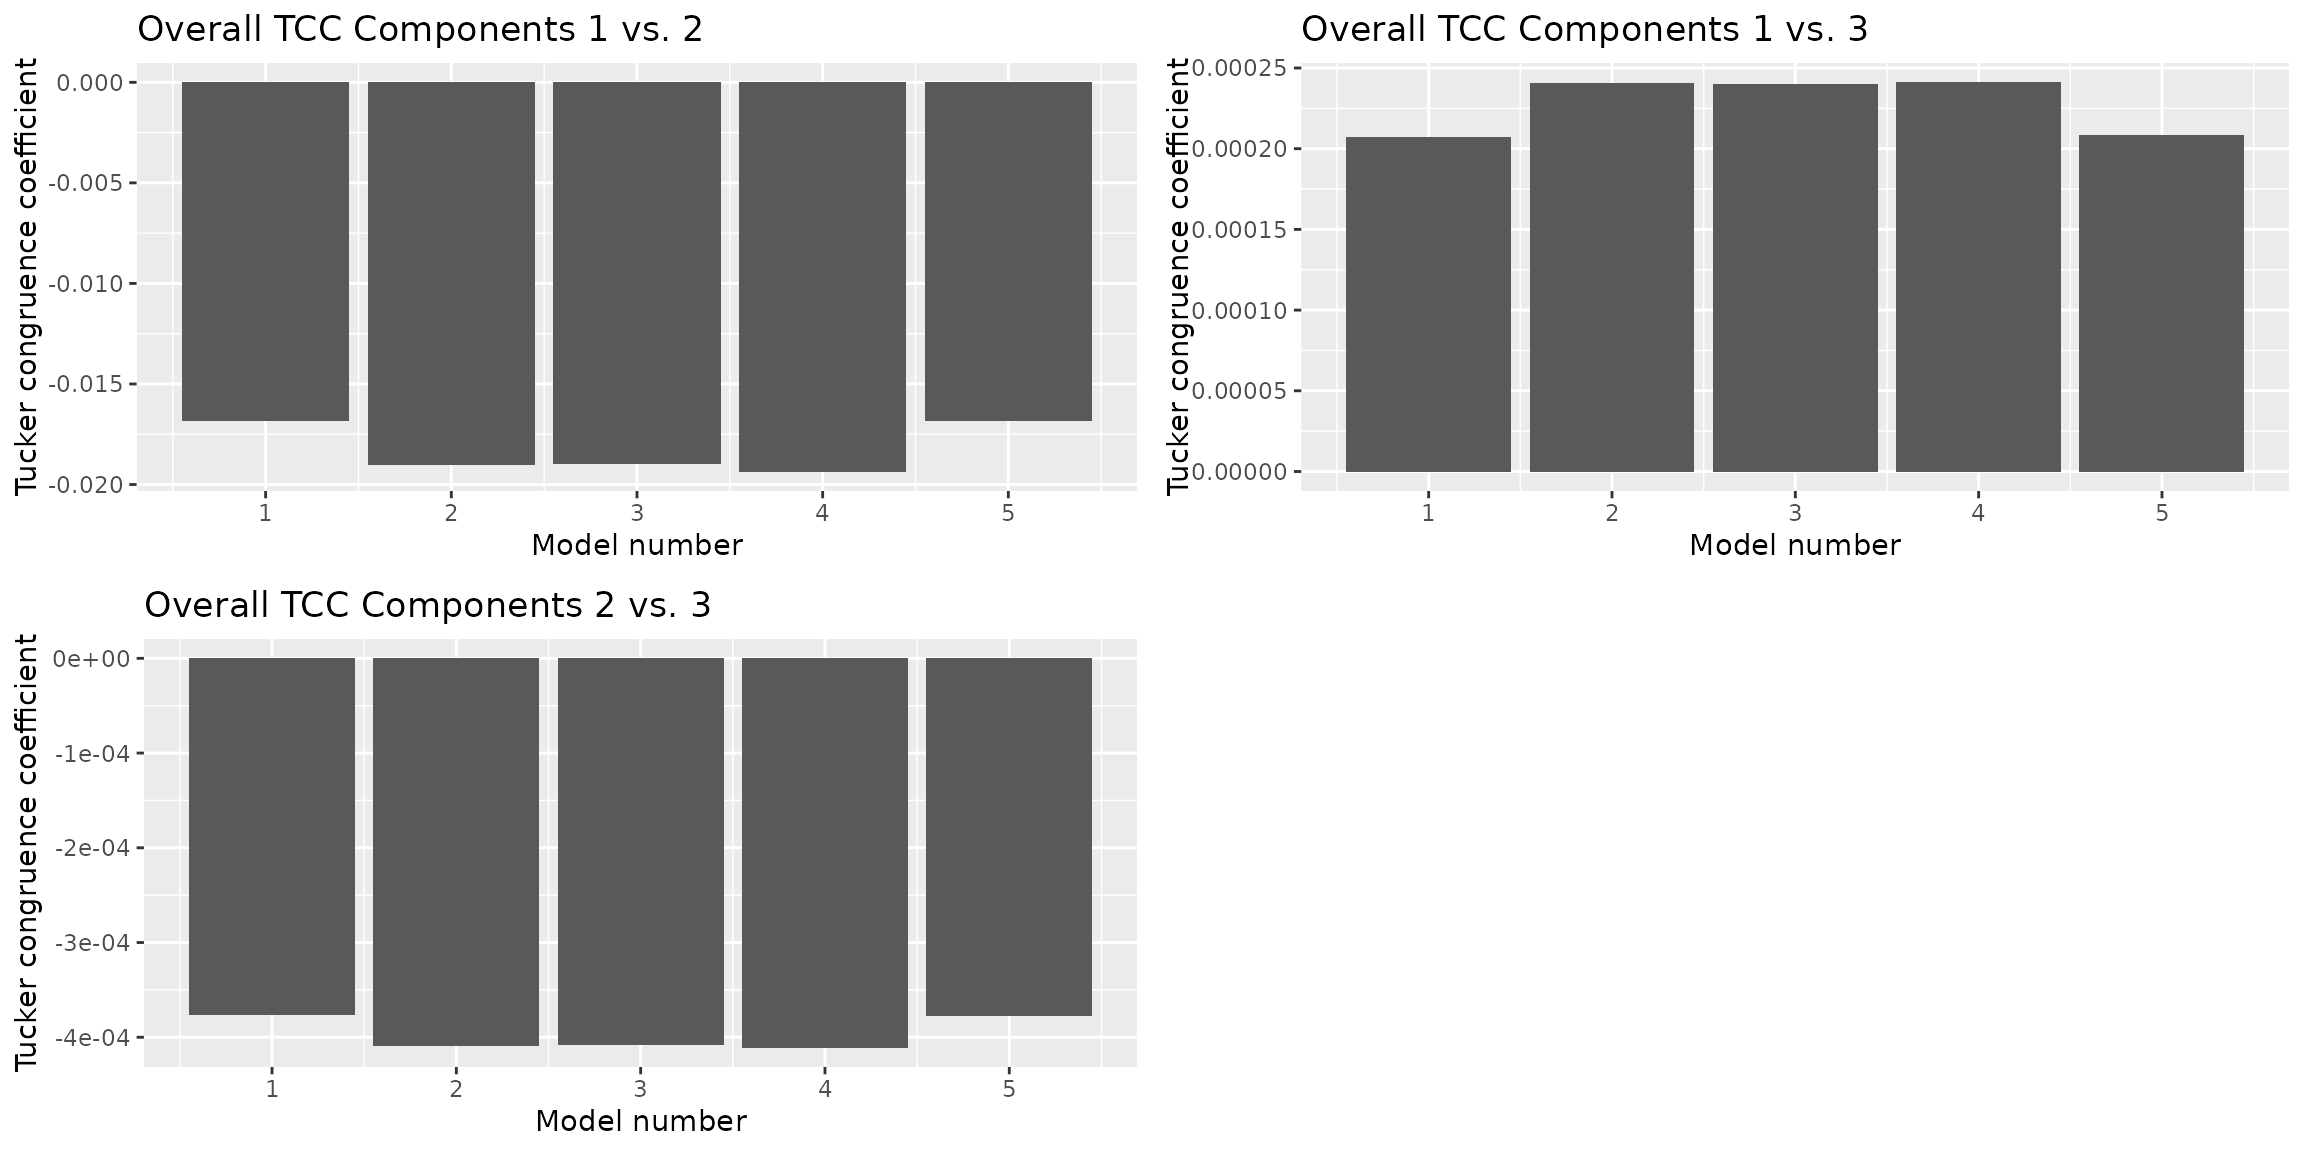 Overall TCC Components 1 vs. 2
Tucker congruence coefficient
0.000
-0.005
-0.010
-0.015
-0.020
1 2 3 4 5
Model number
Overall TCC Components 1 vs. 3
Tucker congruence coefficient
0.00025
0.00020
0.00015
0.00010
0.00005
0.00000
1 2 3 4 5
Model number
Overall TCC Components 2 vs. 3
Tucker congruence coefficient
0e+00
-1e-04
-2e-04
-3e-04
-4e-04
1 2 3 4 5
Model number